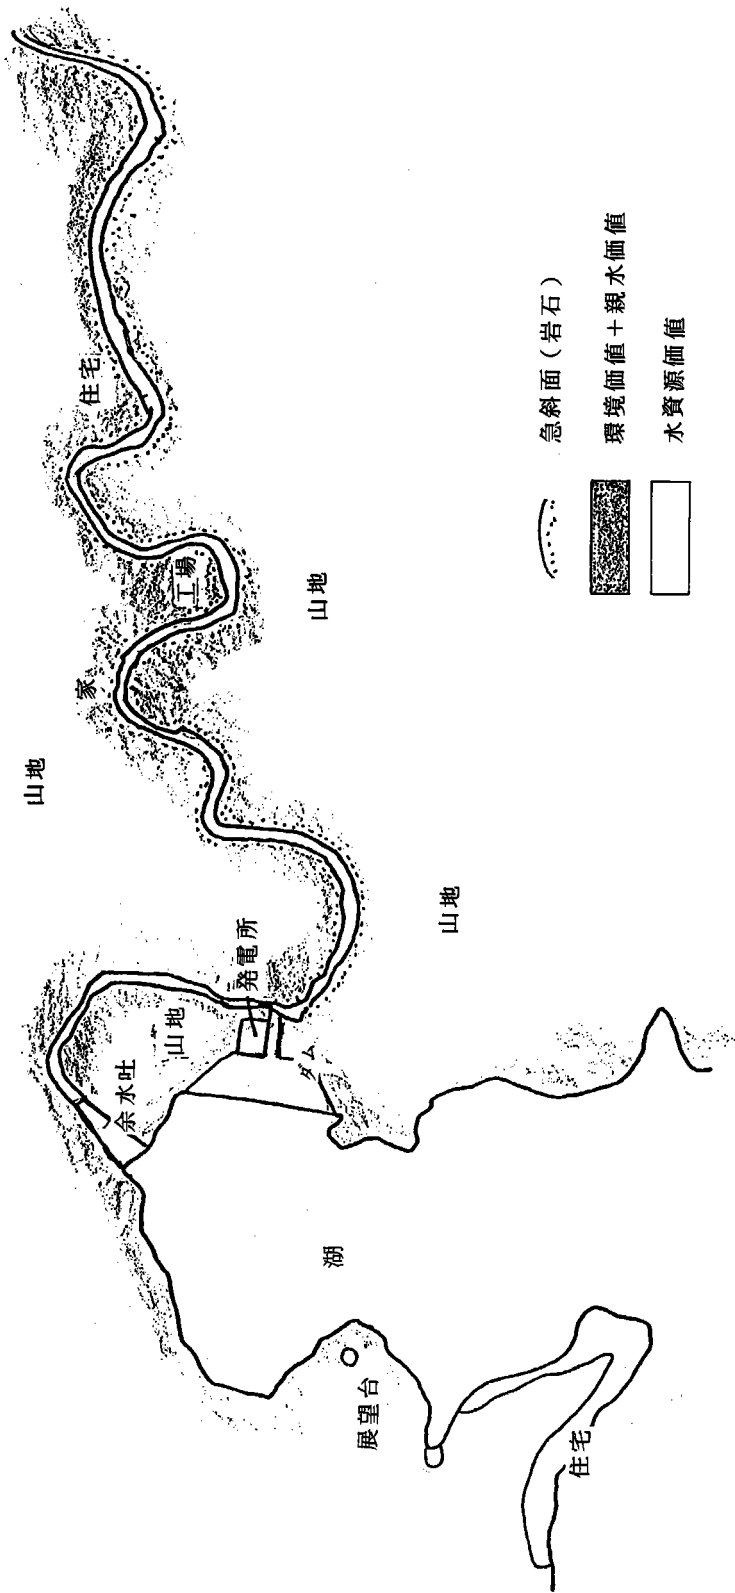 山地
家
住宅
工場
山地
山地
余水吐
山地
発電所
ダム
湖
展望台
住宅
急斜面（岩石）
環境価値＋親水価値
水資源価値